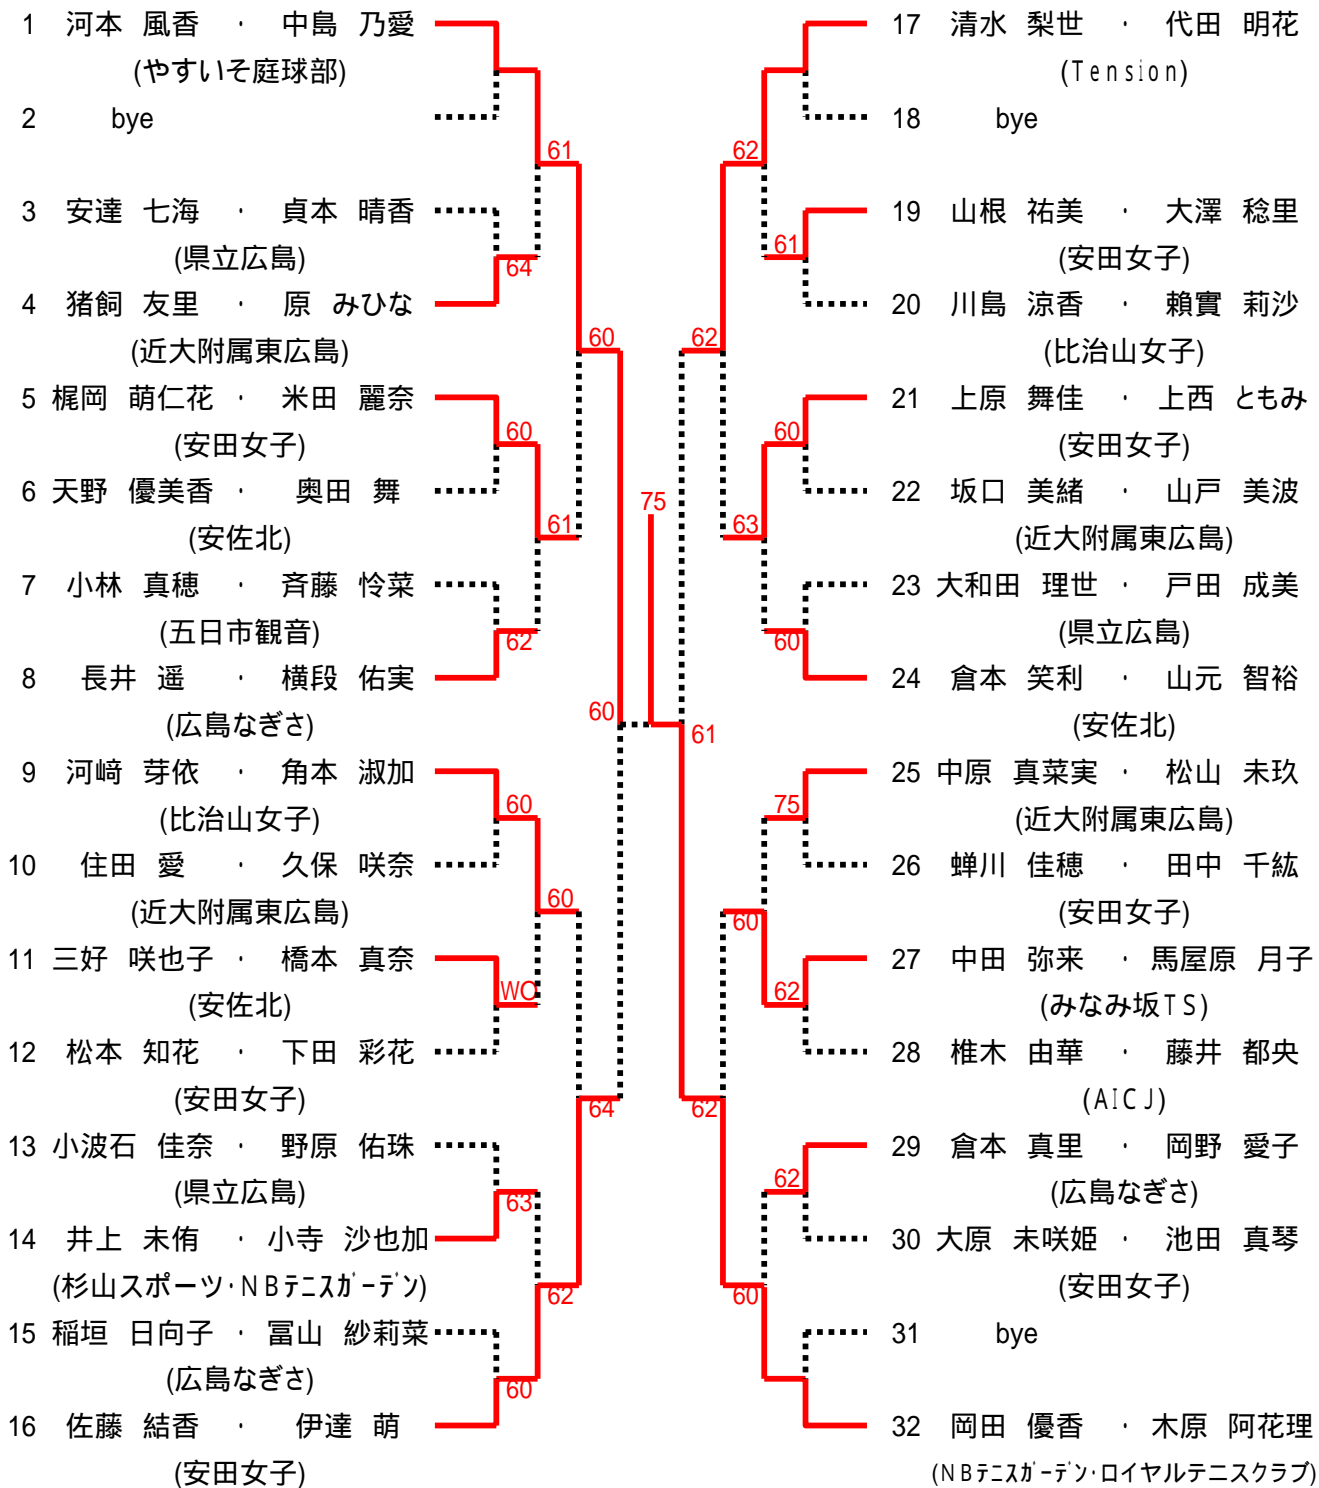 1 河本 風香 ・ 中島 乃愛
(やすいそ庭球部)
2 bye
61
3 安達 七海 ・ 貞本 晴香
(県立広島)
64
4 猪飼 友里 ・ 原 みひな
60
(近大附属東広島)
5 梶岡 萌仁花 ・ 米田 麗奈
60
(安田女子)
6 天野 優美香 ・ 奥田 舞
61
(安佐北)
7 小林 真穂 ・ 斉藤 怜菜
(五日市観音)
62
8 長井 遥 ・ 横段 佑実
(広島なぎさ)
60
9 河﨑 芽依 ・ 角本 淑加
60
(比治山女子)
10 住田 愛 ・ 久保 咲奈
60
(近大附属東広島)
11 三好 咲也子 ・ 橋本 真奈
WO
(安佐北)
12 松本 知花 ・ 下田 彩花
(安田女子)
64
13 小波石 佳奈 ・ 野原 佑珠
(県立広島)
63
14 井上 未侑 ・ 小寺 沙也加
(杉山スポーツ・NBテニスガーデン)
62
15 稲垣 日向子 ・ 冨山 紗莉菜
(広島なぎさ)
60
16 佐藤 結香 ・ 伊達 萌
(安田女子)
75
61
17 清水 梨世 ・ 代田 明花
(Tension)
18 bye
62
19 山根 祐美 ・ 大澤 稔里
61
(安田女子)
20 川島 涼香 ・ 賴實 莉沙
62
(比治山女子)
21 上原 舞佳 ・ 上西 ともみ
60
(安田女子)
22 坂口 美緒 ・ 山戸 美波
63
(近大附属東広島)
23 大和田 理世 ・ 戸田 成美
(県立広島)
60
24 倉本 笑利 ・ 山元 智裕
(安佐北)
25 中原 真菜実 ・ 松山 未玖
75
(近大附属東広島)
26 蝉川 佳穂 ・ 田中 千紘
60
(安田女子)
27 中田 弥来 ・ 馬屋原 月子
62
(みなみ坂TS)
28 椎木 由華 ・ 藤井 都央
(AICJ)
62
29 倉本 真里 ・ 岡野 愛子
62
(広島なぎさ)
30 大原 未咲姫 ・ 池田 真琴
(安田女子)
60
31 bye
32 岡田 優香 ・ 木原 阿花理
(NBテニスガーデン・ロイヤルテニスクラブ)